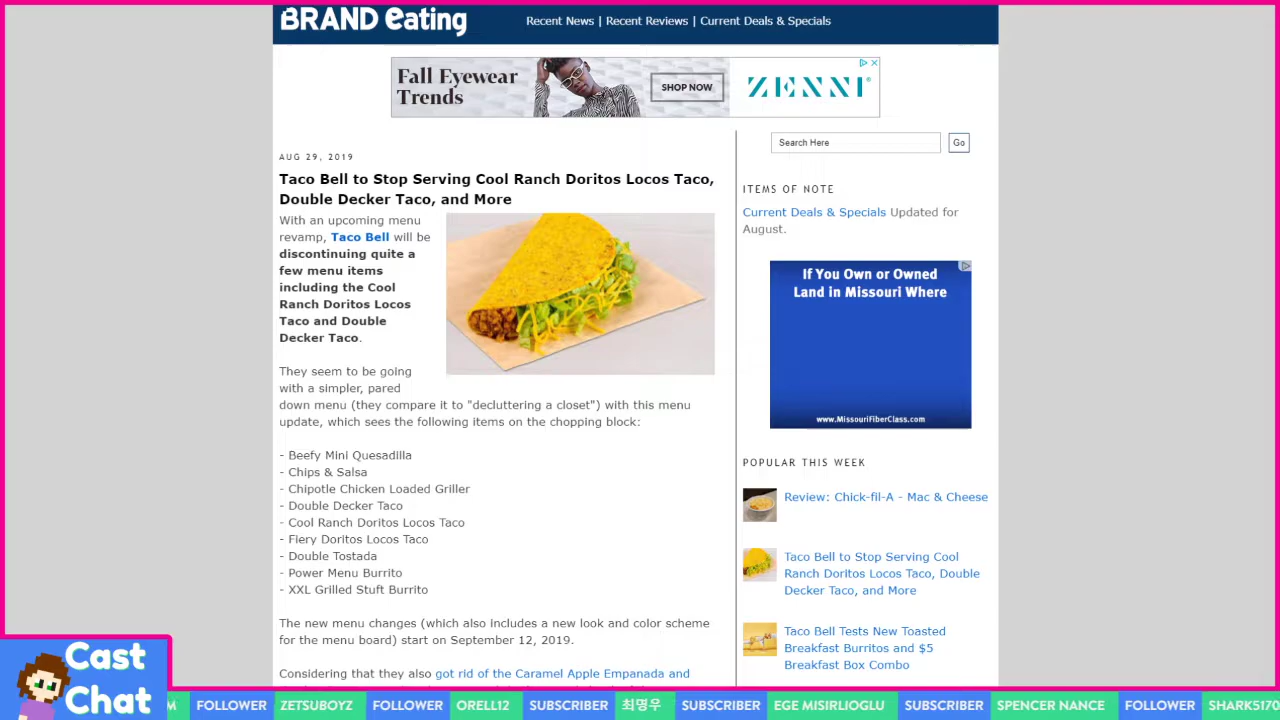 BRAND eating
Recent News | Recent Reviews | Current Deals & Specials
Fall Eyewear
Trends
SHOP NOW
ZENNI
Search Here
Go
AUG 29, 2019
Taco Bell to Stop Serving Cool Ranch Doritos Locos Taco,
Double Decker Taco, and More
With an upcoming menu
revamp, Taco Bell will be
discontinuing quite a
few menu items
including the Cool
Ranch Doritos Locos
Taco and Double
Decker Taco.
They seem to be going
with a simpler, pared
down menu (they compare it to "decluttering a closet") with this menu
update, which sees the following items on the chopping block:
- Beefy Mini Quesadilla
- Chips & Salsa
- Chipotle Chicken Loaded Griller
- Double Decker Taco
- Cool Ranch Doritos Locos Taco
- Fiery Doritos Locos Taco
- Double Tostada
- Power Menu Burrito
- XXL Grilled Stuft Burrito
The new menu changes (which also includes a new look and color scheme
for the menu board) start on September 12, 2019.
Considering that they also got rid of the Caramel Apple Empanada and
ITEMS OF NOTE
Current Deals & Specials Updated for
August.
If You Own or Owned
Land in Missouri Where
www.MissouriFiberClass.com
POPULAR THIS WEEK
Review: Chick-fil-A - Mac & Cheese
Taco Bell to Stop Serving Cool
Ranch Doritos Locos Taco, Double
Decker Taco, and More
Taco Bell Tests New Toasted
Breakfast Burritos and $5
Breakfast Box Combo
Cast
Chat
M FOLLOWER ZETSUBOYZ FOLLOWER ORELL12 SUBSCRIBER 최명우 SUBSCRIBER EGE MISIRLIOGLU SUBSCRIBER SPENCER NANCE FOLLOWER SHARK5170